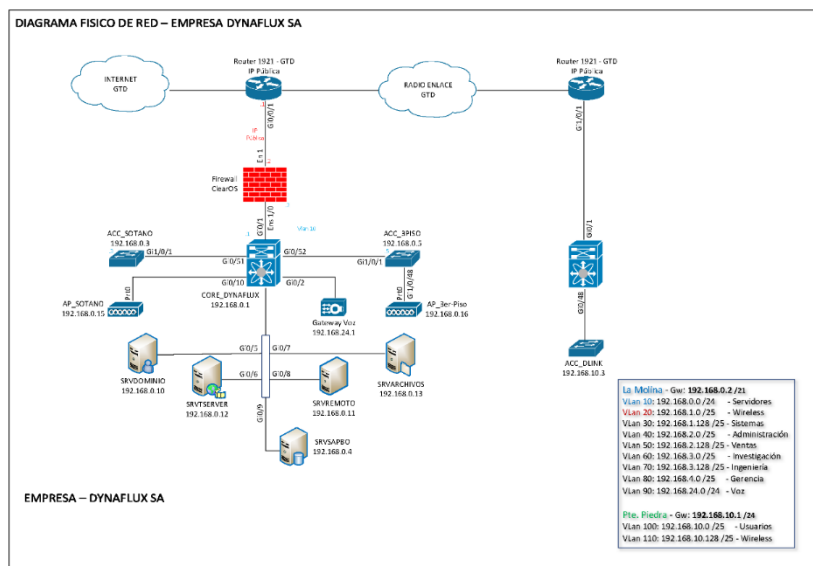 DIAGRAMA FISICO DE RED – EMPRESA DYNAFLUX SA
Router 1921 - GTD
IP Pública
Router 1921 - GTD
IP Pública
INTERNET
GTD
RADIO ENLACE
GTD
.1
Gi0/0/1
Gi1/0/1
IP
Pública
En 1
.2
Firewall
ClearOS
Ens 1/0
Gi0/1
Vlan 10
.1
Gi0/1
ACC_SOTANO
192.168.0.3
ACC_3PISO
192.168.0.5
Gi1/0/1
Gi0/51
Gi0/52
Gi1/0/1
Gi0/10
Gi0/2
Gi1/0/48
Gi0/48
CORE_DYNAFLUX
192.168.0.1
Prt0
AP_SOTANO
192.168.0.15
Gateway Voz
192.168.24.1
Prt0
AP_3er-Piso
192.168.0.16
ACC_DLINK
192.168.10.3
Gi0/5
Gi0/7
SRVDOMINIO
192.168.0.10
Gi0/6
Gi0/8
SRVTSERVER
192.168.0.12
SRVREMOTO
192.168.0.11
SRVARCHIVOS
192.168.0.13
Gi0/9
SRVSAPBO
192.168.0.4
EMPRESA – DYNAFLUX SA
La Molina - Gw: 192.168.0.2 /21
VLan 10: 192.168.0.0 /24 - Servidores
VLan 20: 192.168.1.0 /25 - Wireless
VLan 30: 192.168.1.128 /25 - Sistemas
VLan 40: 192.168.2.0 /25 - Administración
VLan 50: 192.168.2.128 /25 - Ventas
VLan 60: 192.168.3.0 /25 - Investigación
VLan 70: 192.168.3.128 /25 - Ingeniería
VLan 80: 192.168.4.0 /25 - Gerencia
VLan 90: 192.168.24.0 /24 - Voz
Pte. Piedra - Gw: 192.168.10.1 /24
VLan 100: 192.168.10.0 /25 - Usuarios
VLan 110: 192.168.10.128 /25 - Wireless